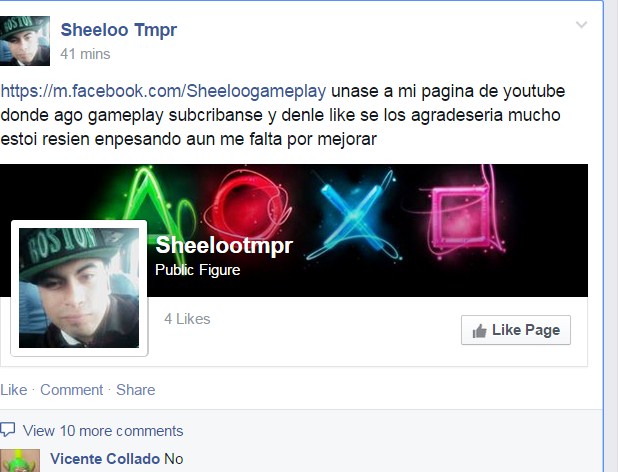 Sheeloo Tmpr
41 mins
https://m.facebook.com/Sheeloogameplay unase a mi pagina de youtube
donde ago gameplay subcribanse y denle like se los agradeseria mucho
estoi resien enpesando aun me falta por mejorar
BOSTON
Sheelootmpr
Public Figure
4 Likes
Like Page
Like · Comment · Share
View 10 more comments
Vicente Collado No